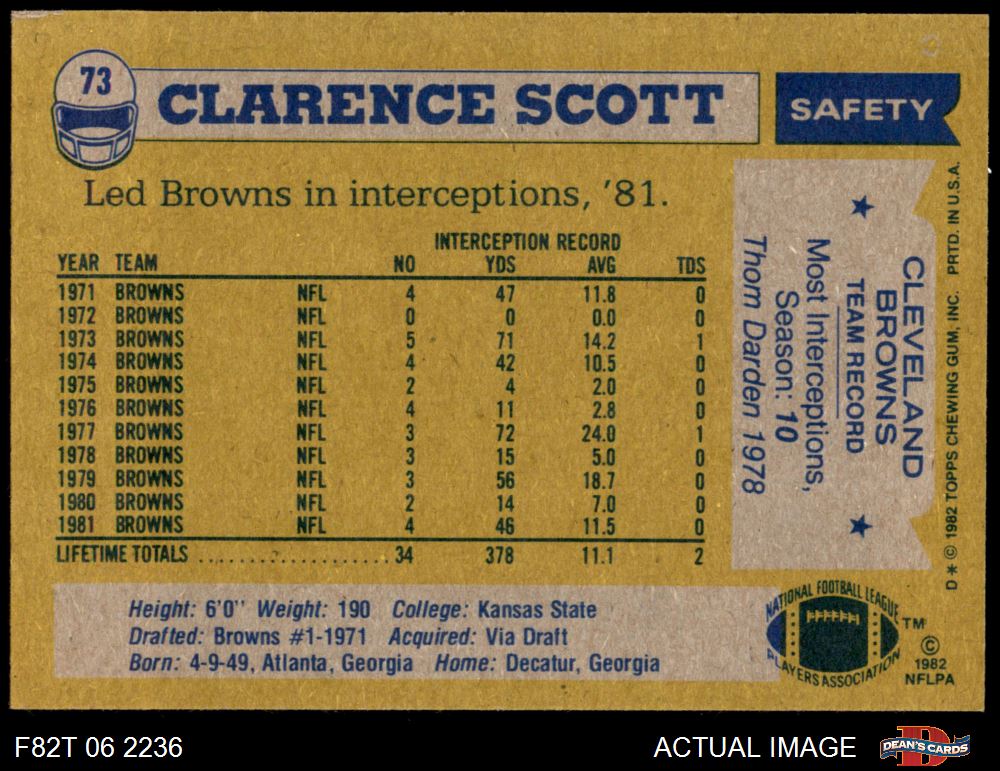 73
CLARENCE SCOTT
SAFETY
Led Browns in interceptions, '81.
INTERCEPTION RECORD
YEAR TEAM NO YDS AVG TDS
1971 BROWNS NFL 4 47 11.8 0
1972 BROWNS NFL 0 0 0.0 0
1973 BROWNS NFL 5 71 14.2 1
1974 BROWNS NFL 4 42 10.5 0
1975 BROWNS NFL 2 4 2.0 0
1976 BROWNS NFL 4 11 2.8 0
1977 BROWNS NFL 3 72 24.0 1
1978 BROWNS NFL 3 15 5.0 0
1979 BROWNS NFL 3 56 18.7 0
1980 BROWNS NFL 2 14 7.0 0
1981 BROWNS NFL 4 46 11.5 0
LIFETIME TOTALS .................. 34 378 11.1 2
CLEVELAND
BROWNS
TEAM RECORD
Most Interceptions,
Season: 10
Thom Darden 1978
D * © 1982 TOPPS CHEWING GUM, INC. PRTD. IN U.S.A.
Height: 6'0" Weight: 190 College: Kansas State
Drafted: Browns #1-1971 Acquired: Via Draft
Born: 4-9-49, Atlanta, Georgia Home: Decatur, Georgia
NATIONAL FOOTBALL LEAGUE
PLAYERS ASSOCIATION
TM
©
1982
NFLPA
F82T 06 2236
ACTUAL IMAGE
DEAN'S CARDS